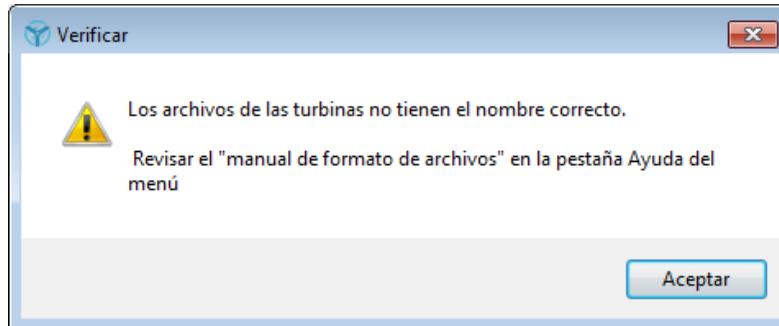 Verificar
Los archivos de las turbinas no tienen el nombre correcto.
Revisar el "manual de formato de archivos" en la pestaña Ayuda del
menú
Aceptar